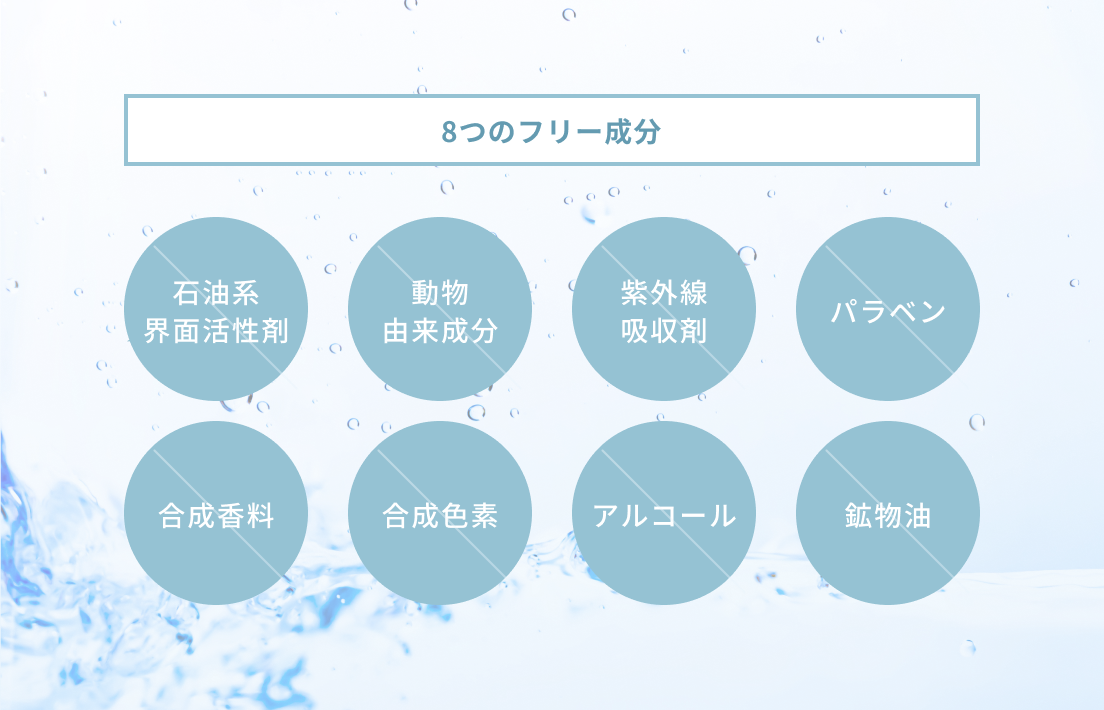 8つのフリー成分
石油系
界面活性剤
動物
由来成分
紫外線
吸収剤
パラベン
合成香料
合成色素
アルコール
鉱物油